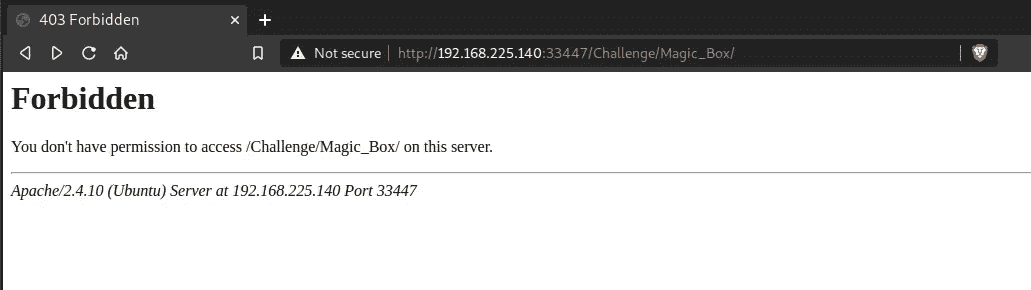 403 Forbidden
Not secure http://192.168.225.140:33447/Challenge/Magic_Box/
Forbidden
You don't have permission to access /Challenge/Magic_Box/ on this server.
Apache/2.4.10 (Ubuntu) Server at 192.168.225.140 Port 33447